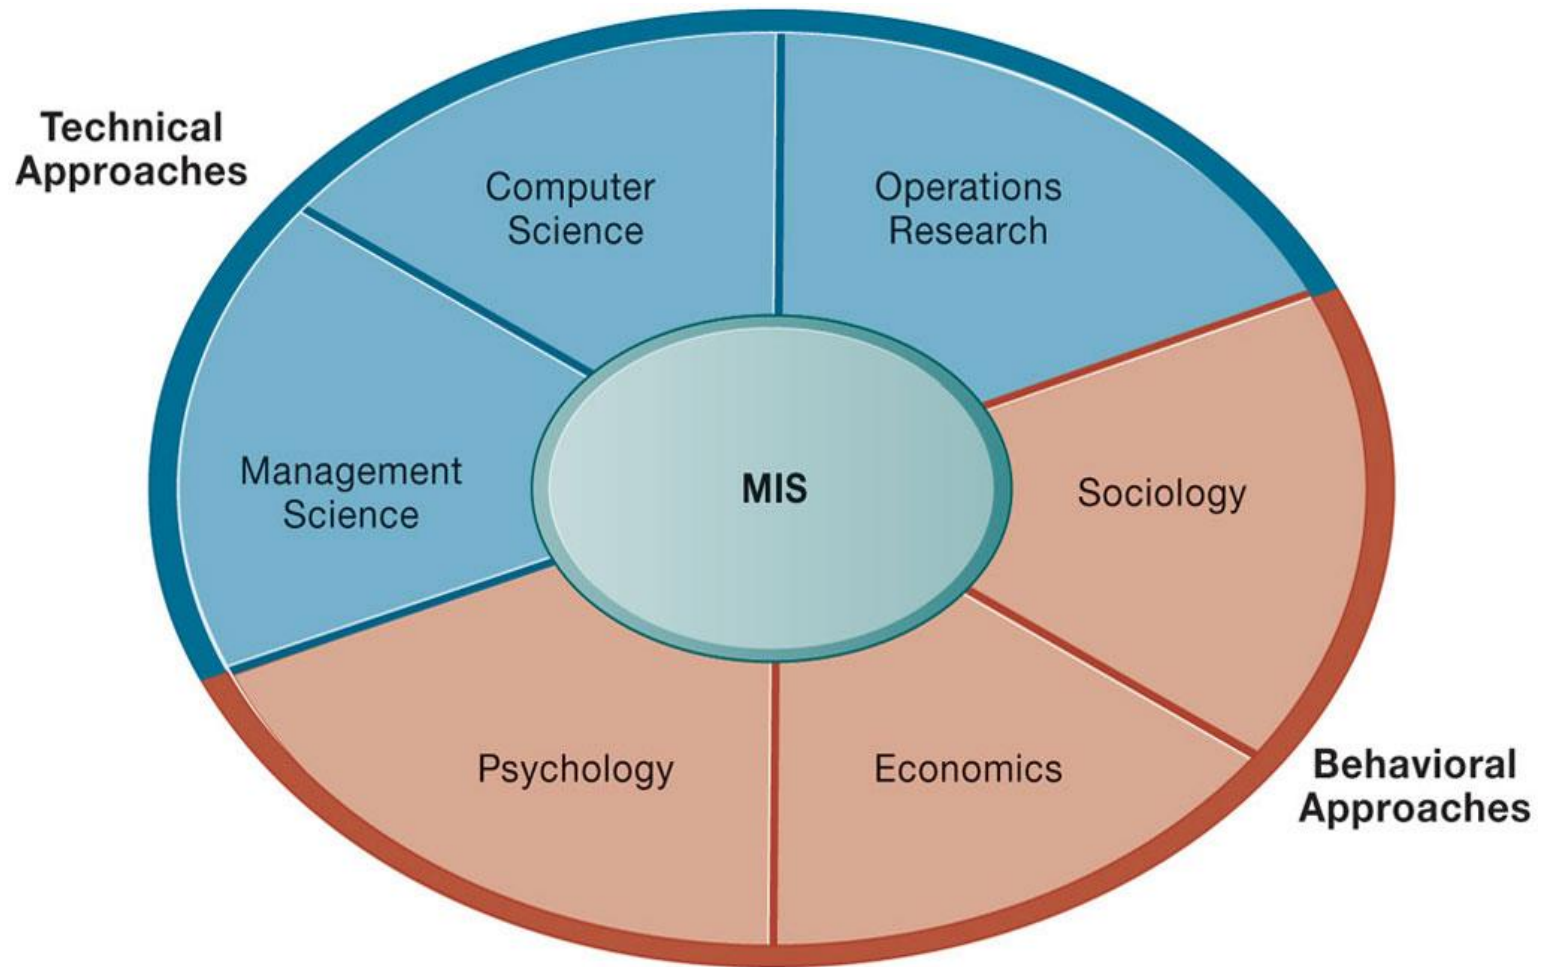 Technical
Approaches
Computer
Science
Operations
Research
Management
Science
MIS
Sociology
Psychology
Economics
Behavioral
Approaches